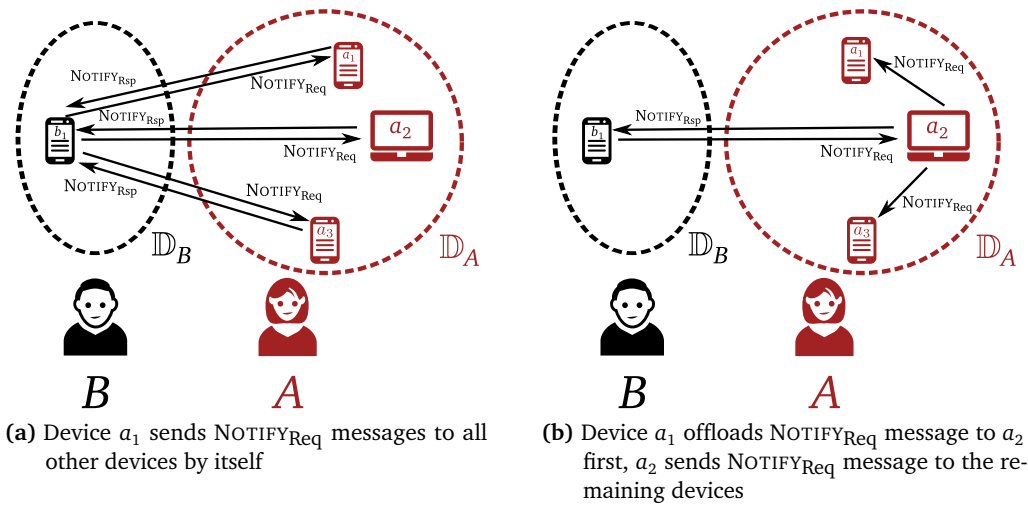 a1
NOTIFYRsp
NOTIFYReq
NOTIFYRsp
b1
a2
NOTIFYReq
NOTIFYRsp
NOTIFYReq
a3
𝔻B
𝔻A
B
A
(a) Device a1 sends NOTIFYReq messages to all
other devices by itself
a1
NOTIFYReq
NOTIFYRsp
b1
a2
NOTIFYReq
NOTIFYReq
a3
𝔻B
𝔻A
B
A
(b) Device a1 offloads NOTIFYReq message to a2
first, a2 sends NOTIFYReq message to the re-
maining devices